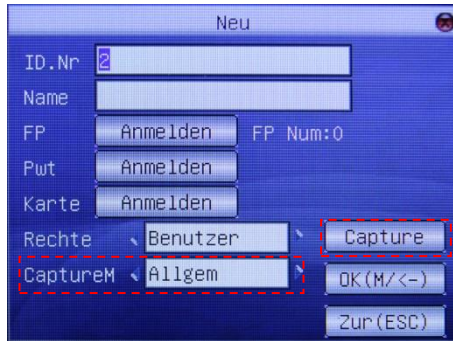 Neu
ID.Nr 2
Name
FP Anmelden FP Num:0
Pwt Anmelden
Karte Anmelden
Rechte Benutzer Capture
CaptureM Allgem OK(M/<-)
Zur(ESC)